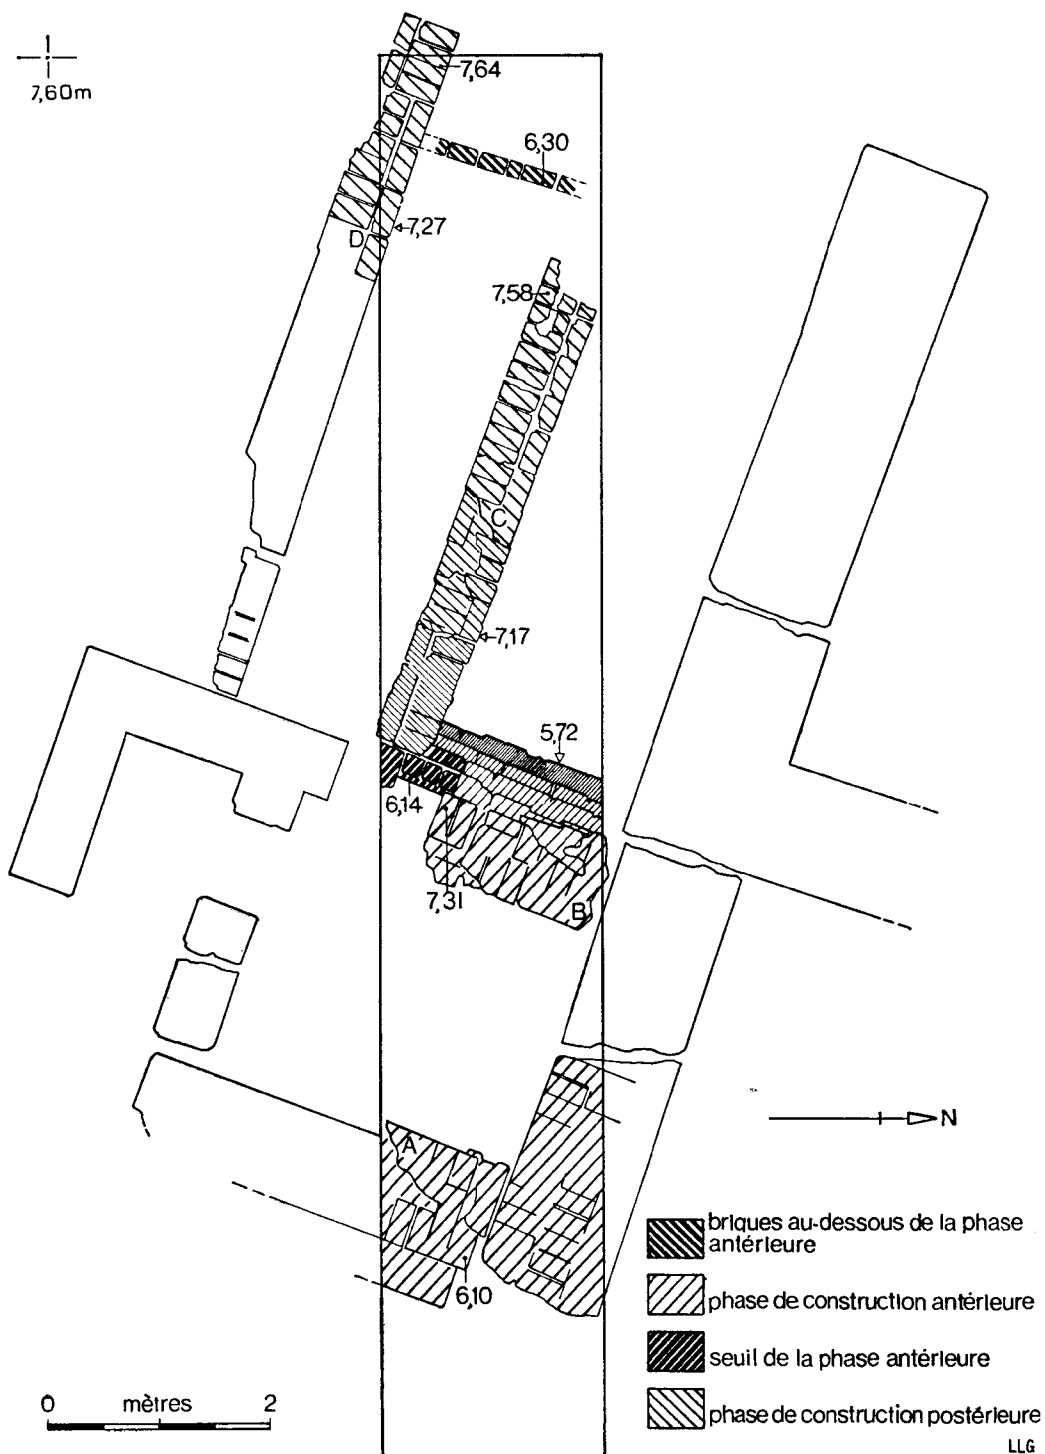 7,64
7,60m
6,30
7,27
D
7,58
C
7,17
5,72
6,14
7,31
B
N
A
6,10
briques au-dessous de la phase
antérieure
phase de construction antérieure
seuil de la phase antérieure
phase de construction postérieure
0 mètres 2
LLG